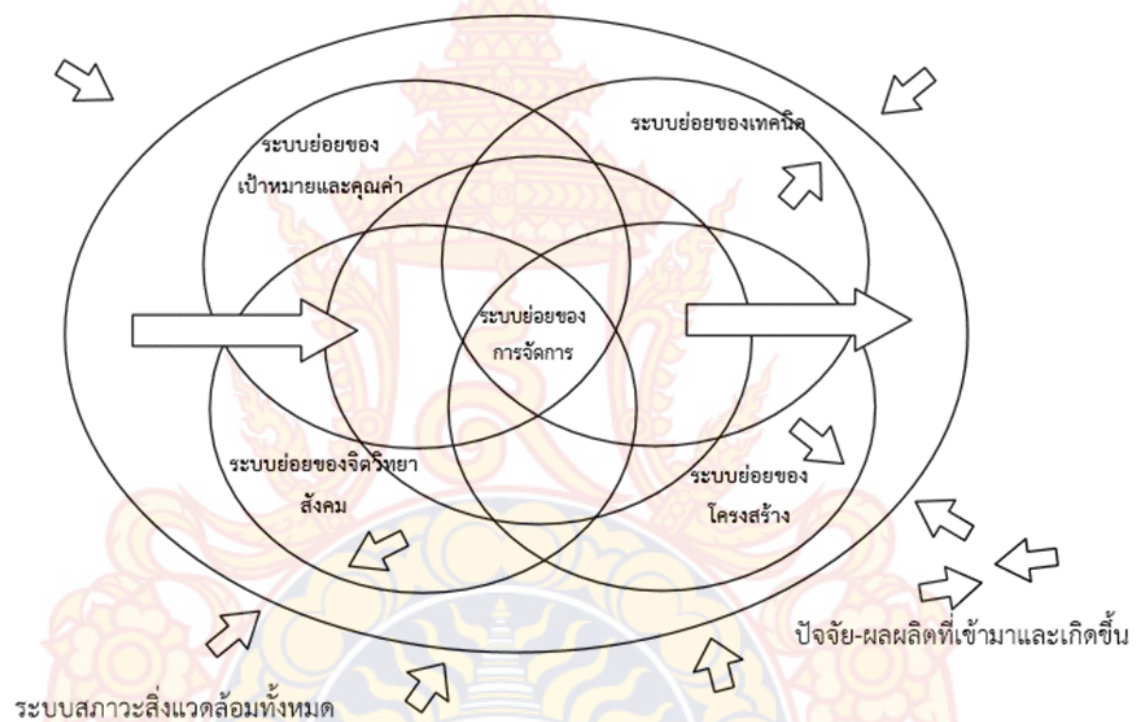 ระบบย่อยของเทคนิค
ระบบย่อยของ
เป้าหมายและคุณค่า
ระบบย่อยของ
การจัดการ
ระบบย่อยของจิตวิทยา
สังคม
ระบบย่อยของ
โครงสร้าง
ปัจจัย-ผลผลิตที่เข้ามาและเกิดขึ้น
ระบบสภาวะสิ่งแวดล้อมทั้งหมด